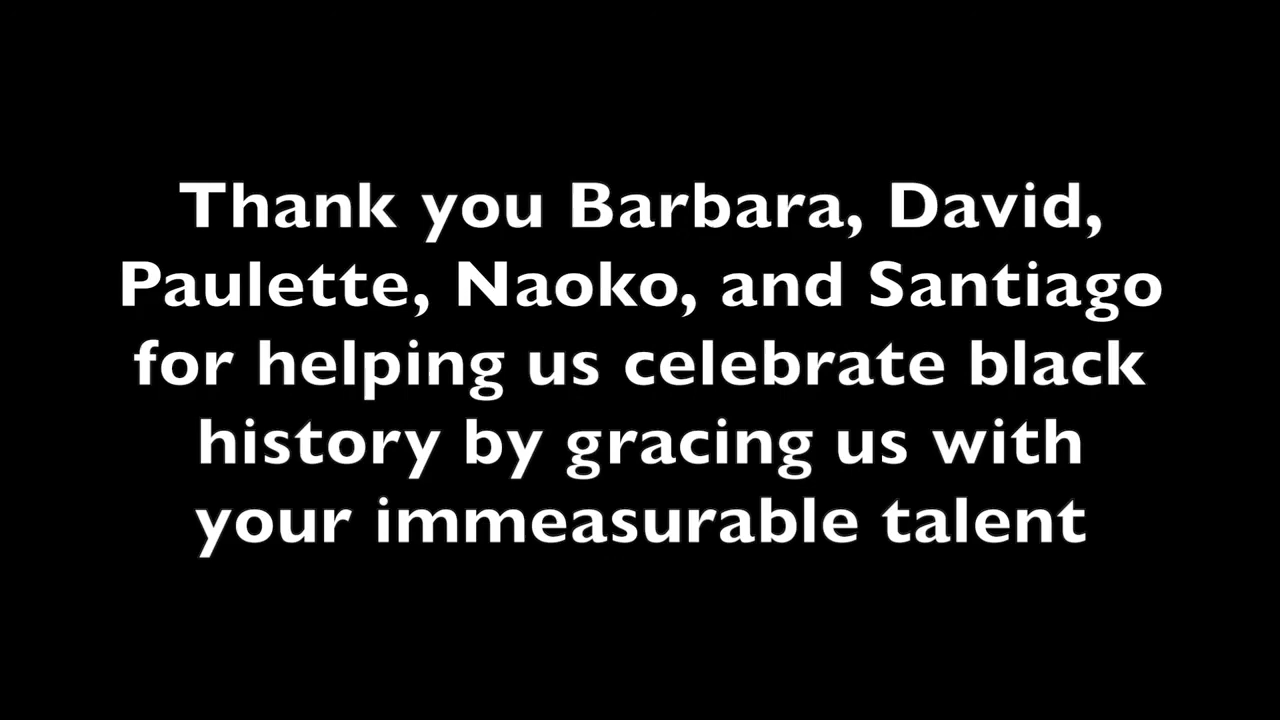 Thank you Barbara, David,
Paulette, Naoko, and Santiago
for helping us celebrate black
history by gracing us with
your immeasurable talent